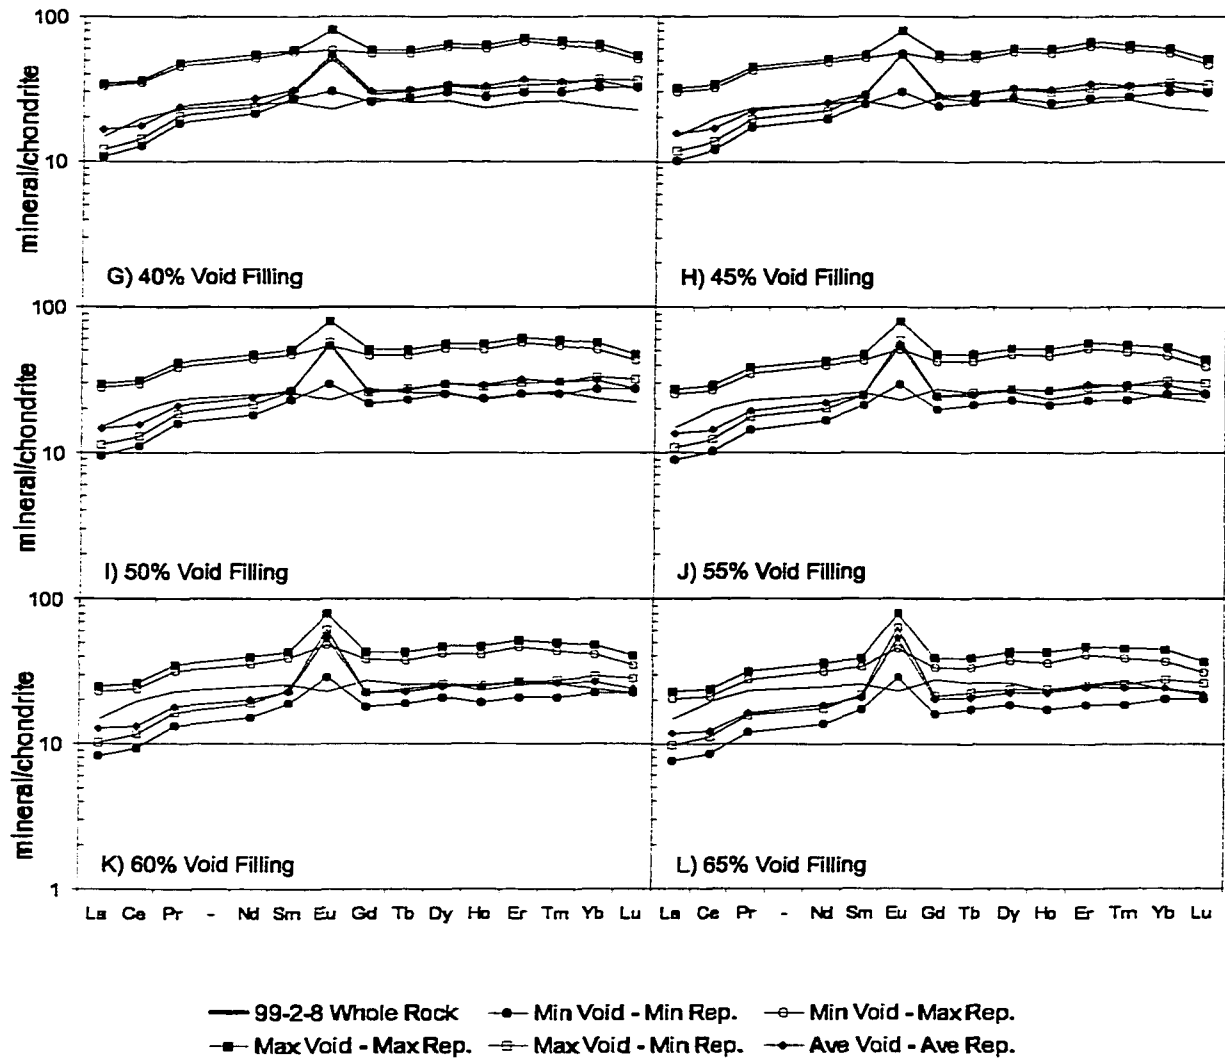 100
mineral/chondrite
10
G) 40% Void Filling
H) 45% Void Filling
100
mineral/chondrite
10
I) 50% Void Filling
J) 55% Void Filling
100
mineral/chondrite
10
K) 60% Void Filling
L) 65% Void Filling
1
La Ce Pr - Nd Sm Eu Gd Tb Dy Ho Er Tm Yb Lu
La Ce Pr - Nd Sm Eu Gd Tb Dy Ho Er Tm Yb Lu
99-2-8 Whole Rock
Min Void - Min Rep.
Min Void - Max Rep.
Max Void - Max Rep.
Max Void - Min Rep.
Ave Void - Ave Rep.